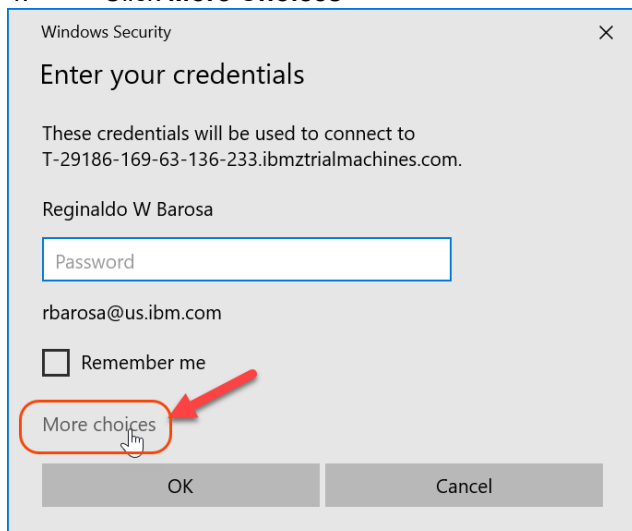 Windows Security
Enter your credentials
These credentials will be used to connect to
T-29186-169-63-136-233.ibmztrialmachines.com.
Reginaldo W Barosa
Password
rbarosa@us.ibm.com
Remember me
More choices
OK Cancel